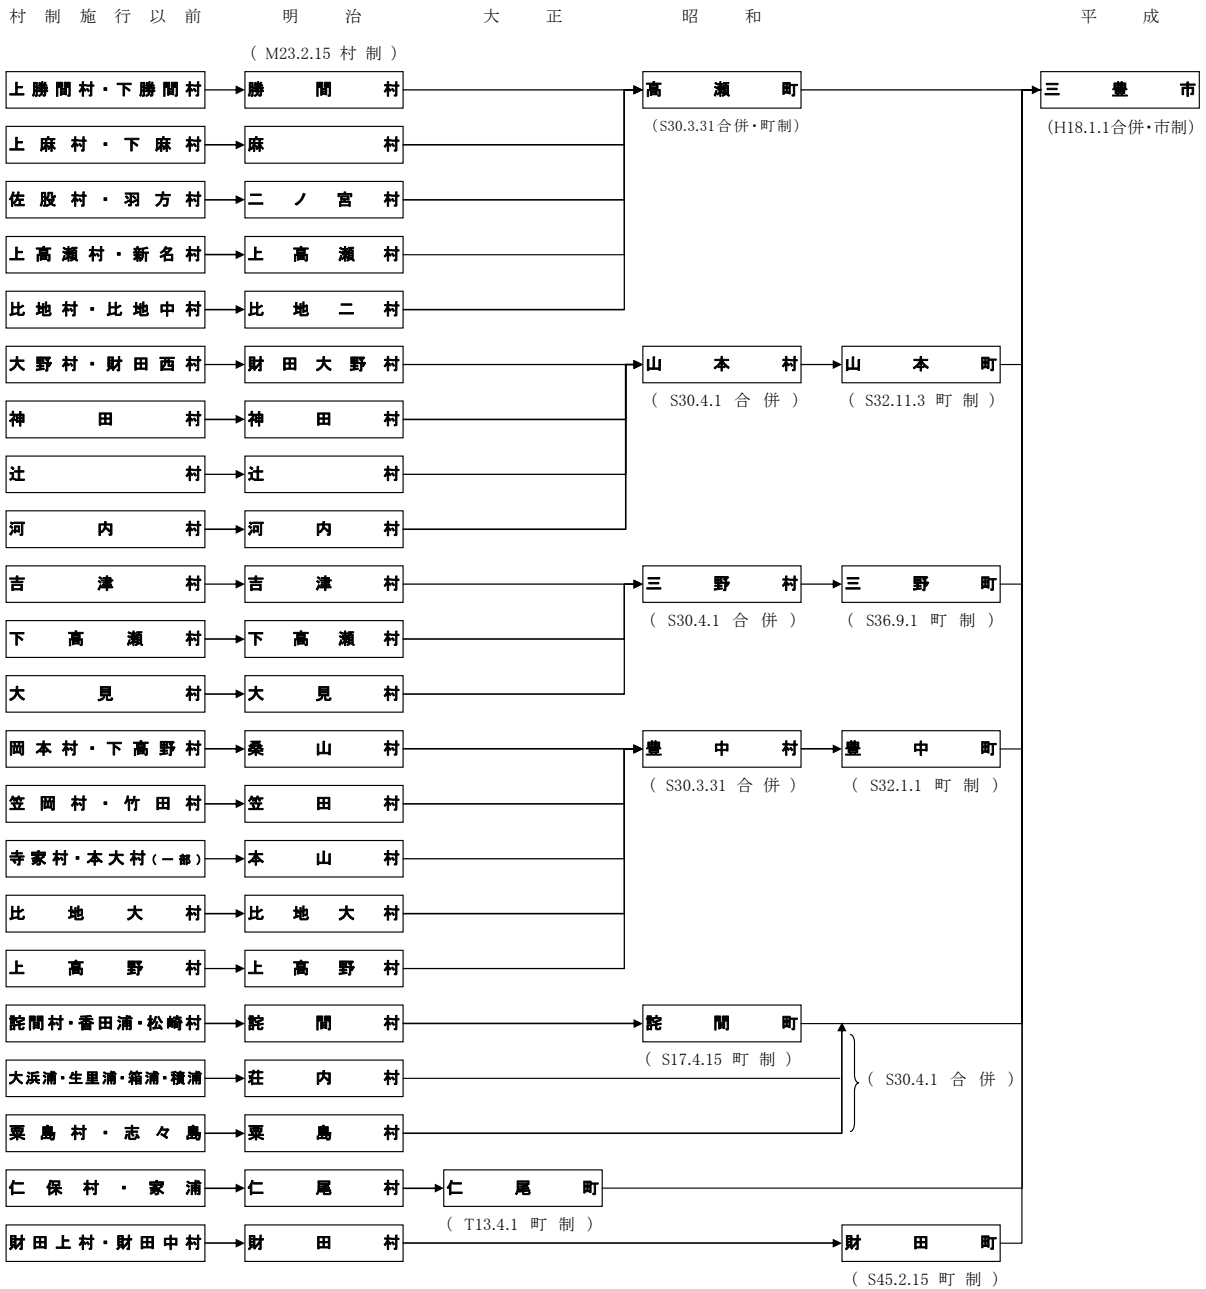 村制施行以前 明治 大正 昭和 平成
( M23.2.15 村制 )
上勝間村・下勝間村 勝間村 高瀬町 三豊市
(S30.3.31合併・町制) (H18.1.1合併・市制)
上麻村・下麻村 麻村
佐股村・羽方村 二ノ宮村
上高瀬村・新名村 上高瀬村
比地村・比地中村 比地二村
大野村・財田西村 財田大野村 山本村 山本町
( S30.4.1 合併 ) ( S32.11.3 町制 )
神田村 神田村
辻村 辻村
河内村 河内村
吉津村 吉津村 三野村 三野町
( S30.4.1 合併 ) ( S36.9.1 町制 )
下高瀬村 下高瀬村
大見村 大見村
岡本村・下高野村 桑山村 豊中村 豊中町
( S30.3.31 合併 ) ( S32.1.1 町制 )
笠岡村・竹田村 笠田村
寺家村・本大村(一部) 本山村
比地大村 比地大村
上高野村 上高野村
詫間村・香田浦・松崎村 詫間村 詫間町
( S17.4.15 町制 )
大浜浦・生里浦・箱浦・積浦 荘内村 ( S30.4.1 合併 )
粟島村・志々島 粟島村
仁保村・家浦 仁尾村 仁尾町
( T13.4.1 町制 )
財田上村・財田中村 財田村 財田町
( S45.2.15 町制 )